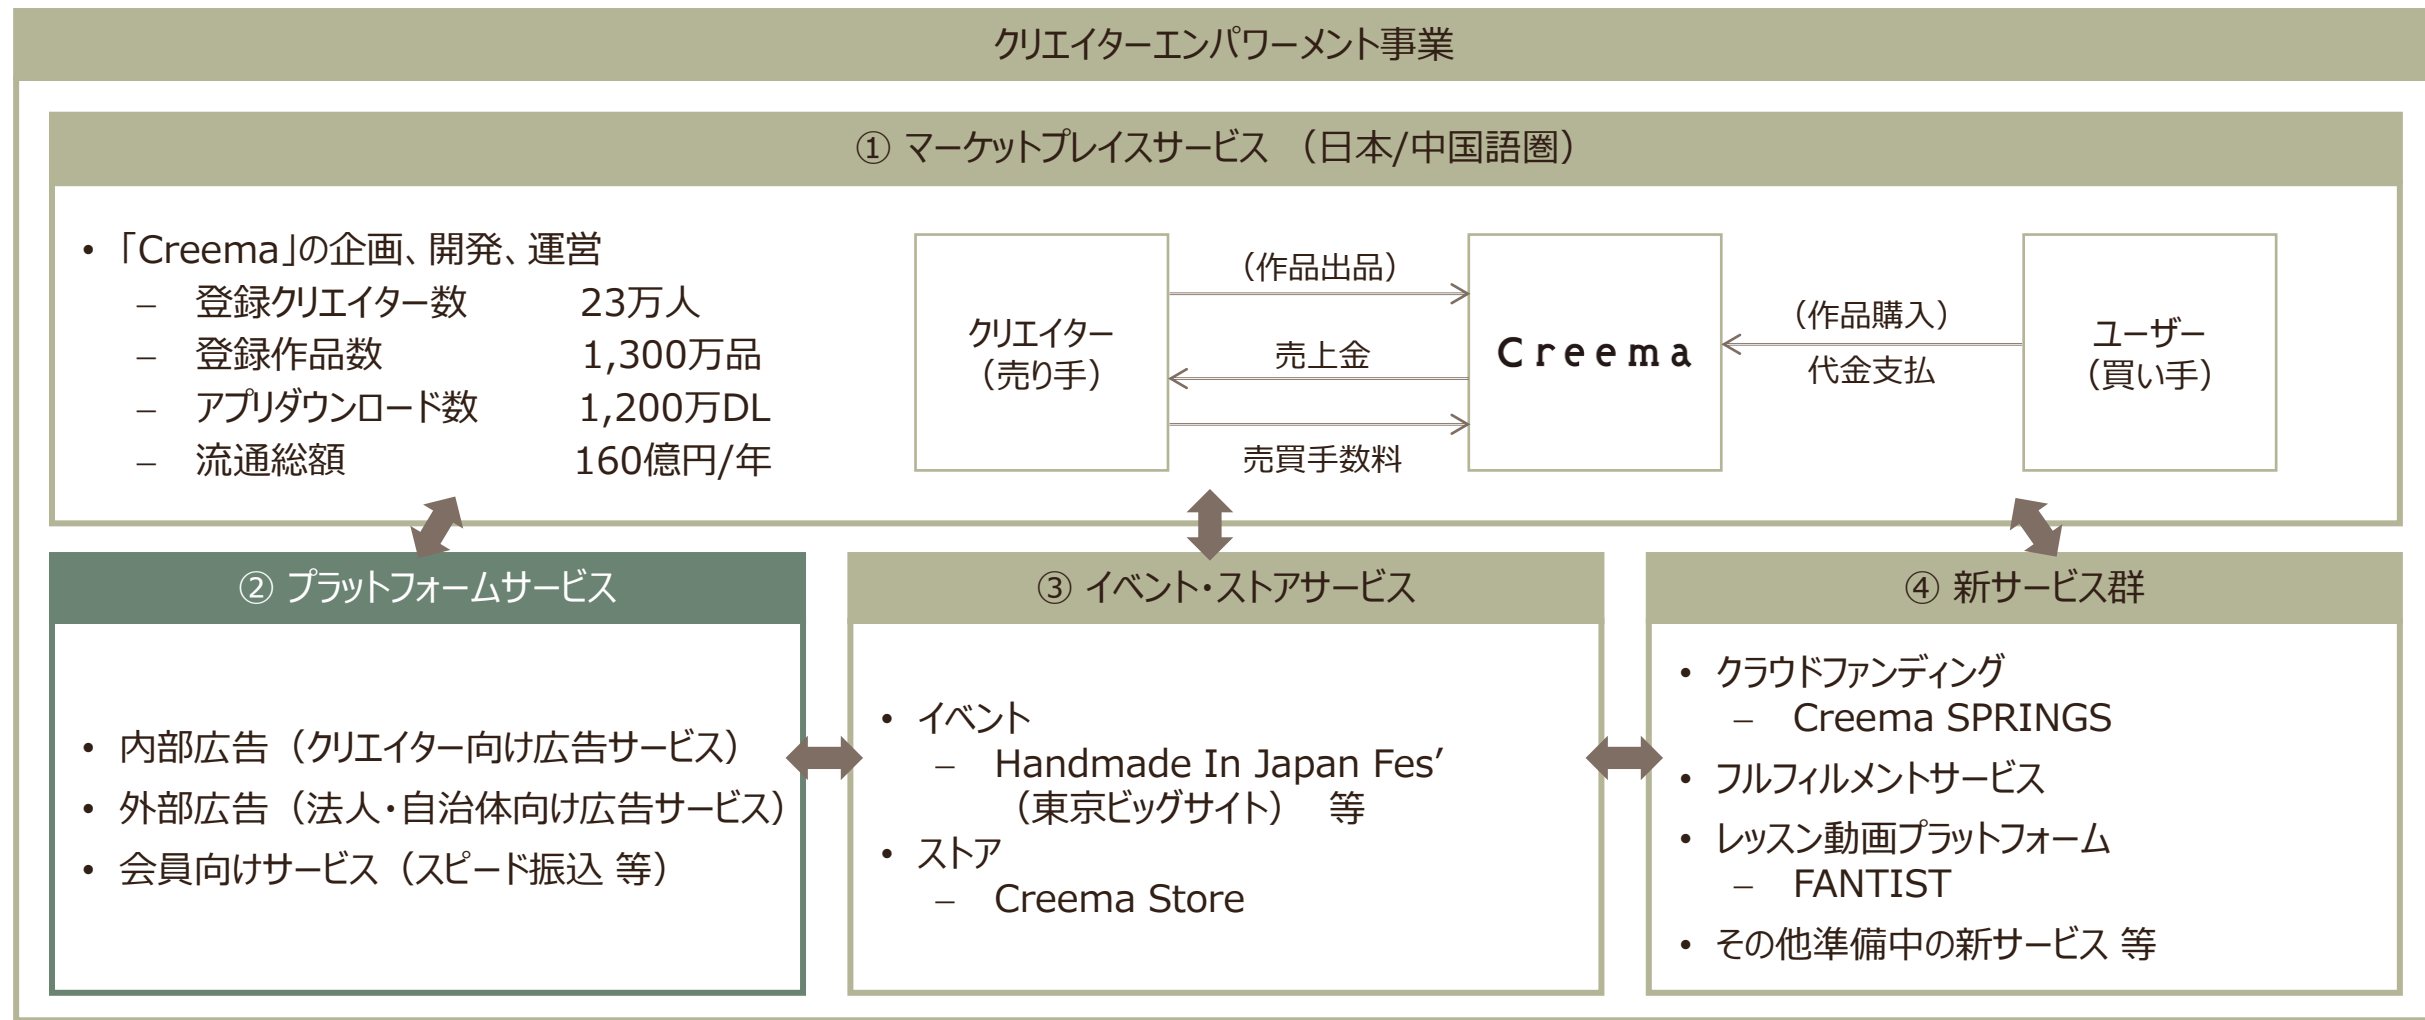 クリエイターエンパワーメント事業
① マーケットプレイスサービス （日本/中国語圏）
• 「Creema」の企画、開発、運営
– 登録クリエイター数 23万人
– 登録作品数 1,300万品
– アプリダウンロード数 1,200万DL
– 流通総額 160億円/年
クリエイター
（売り手）
（作品出品）
売上金
売買手数料
Creema
（作品購入）
代金支払
ユーザー
（買い手）
② プラットフォームサービス
• 内部広告（クリエイター向け広告サービス）
• 外部広告（法人・自治体向け広告サービス）
• 会員向けサービス（スピード振込 等）
③ イベント・ストアサービス
• イベント
– Handmade In Japan Fes’
（東京ビッグサイト） 等
• ストア
– Creema Store
④ 新サービス群
• クラウドファンディング
– Creema SPRINGS
• フルフィルメントサービス
• レッスン動画プラットフォーム
– FANTIST
• その他準備中の新サービス 等